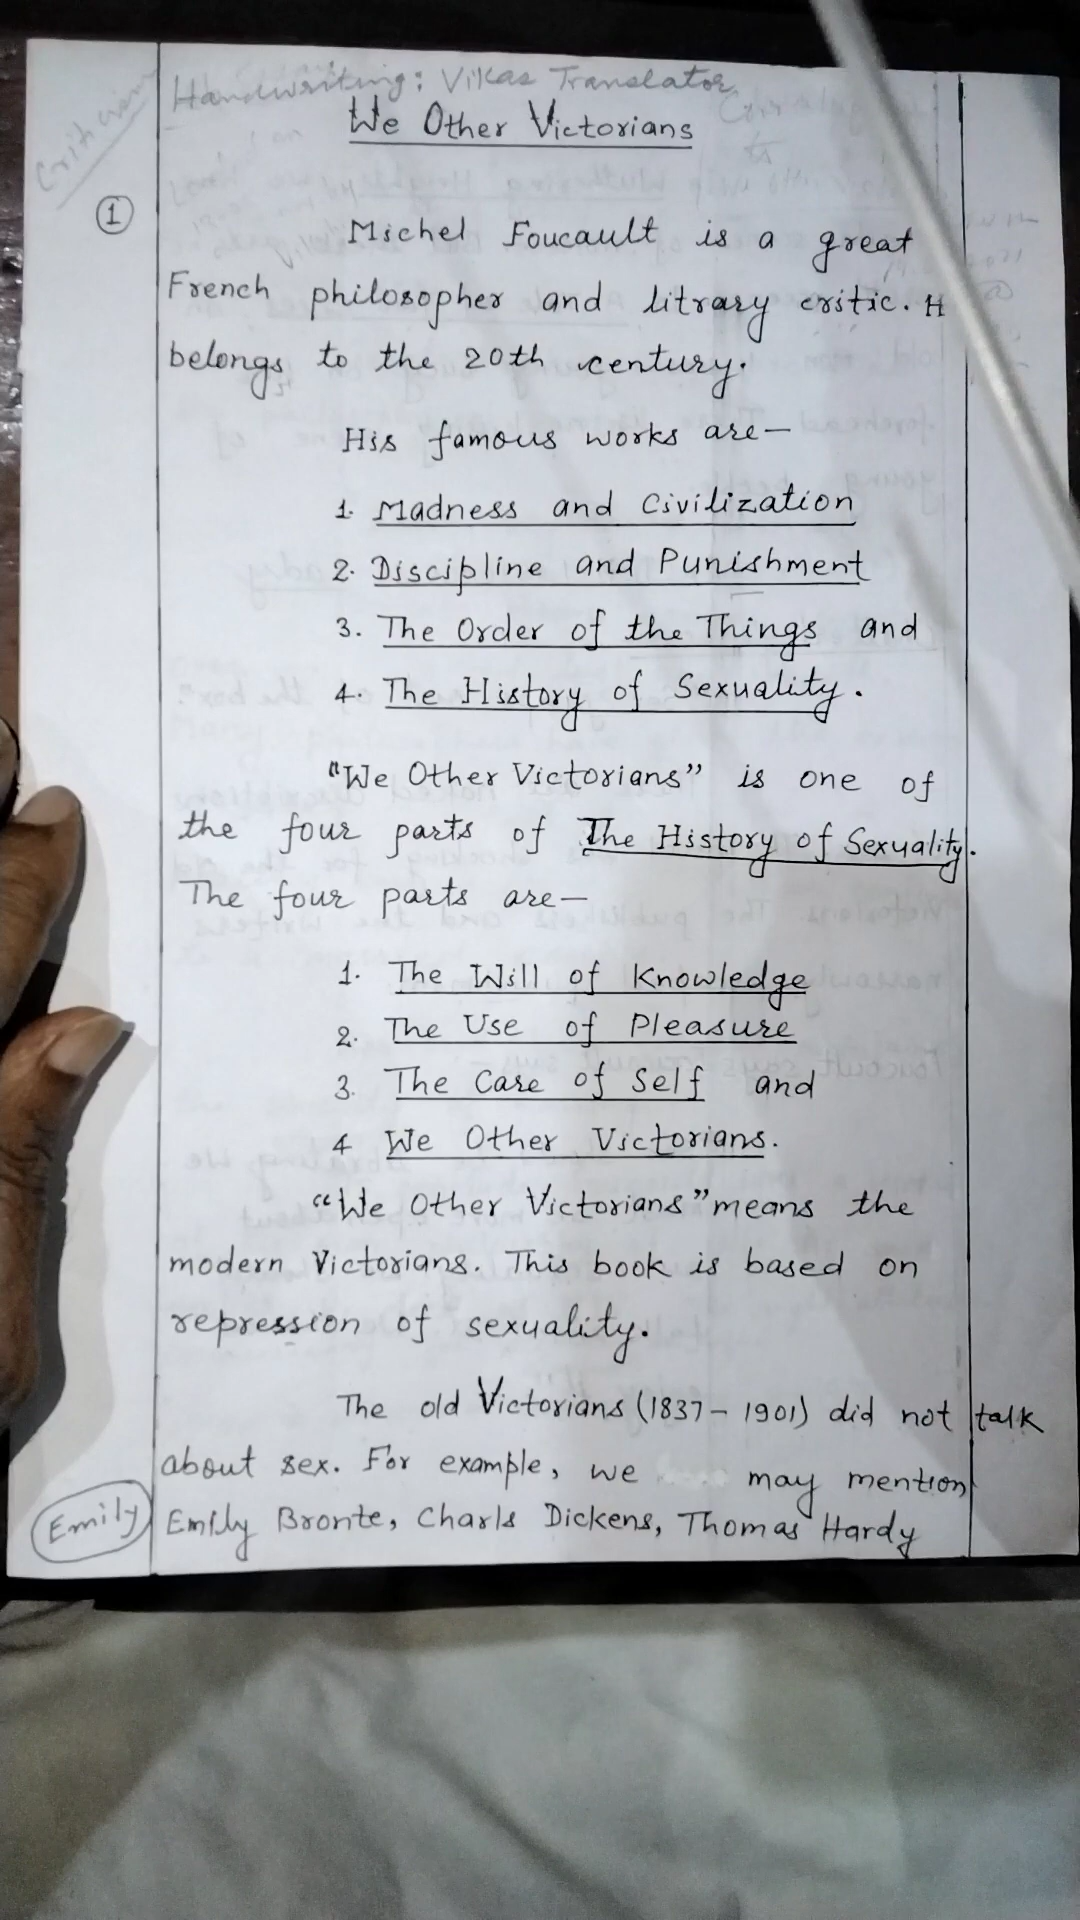 Handwriting: Vikas Translator
We Other Victorians
Criticism
1
Michel Foucault is a great
French philosopher and litrary critic. H
belongs to the 20th century.
His famous works are—
1. Madness and Civilization
2. Discipline and Punishment
3. The Order of the Things and
4. The History of Sexuality.
"We Other Victorians" is one of
the four parts of The History of Sexuality.
The four parts are—
1. The Will of Knowledge
2. The Use of Pleasure
3. The Care of Self and
4 We Other Victorians.
"We Other Victorians" means the
modern Victorians. This book is based on
repression of sexuality.
The old Victorians (1837–1901) did not talk
about sex. For example, we may mention
Emily
Emily Bronte, Charls Dickens, Thomas Hardy